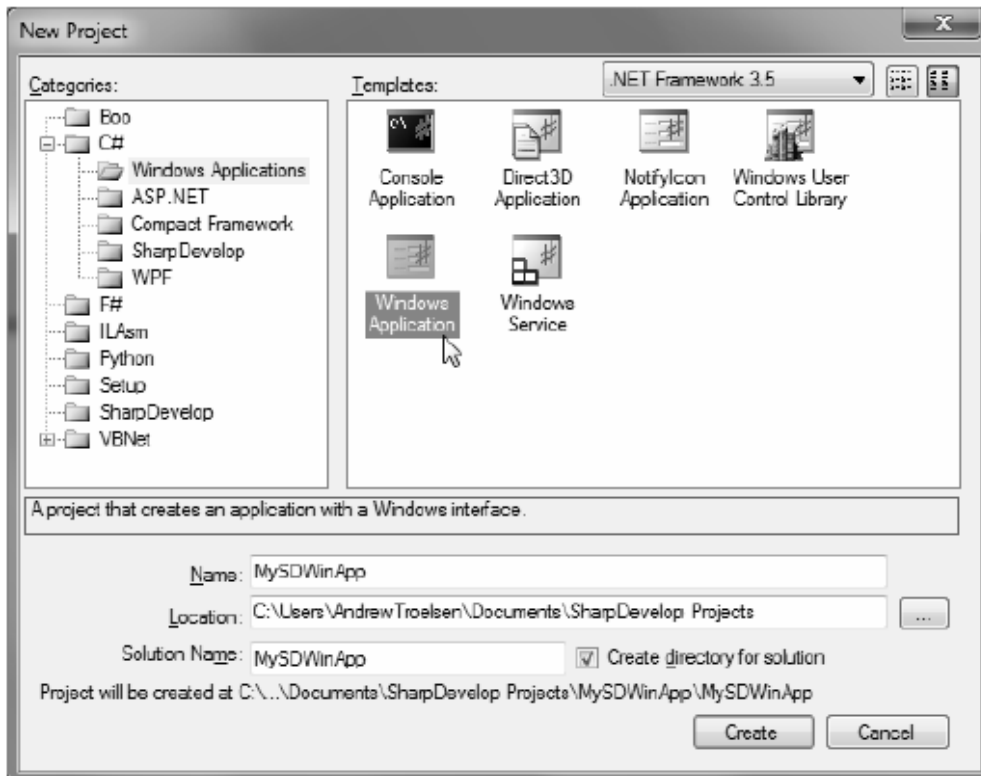 New Project
Categories:
Templates:
.NET Framework 3.5
Boo
C#
Windows Applications
ASP.NET
Compact Framework
SharpDevelop
WPF
F#
ILAsm
Python
Setup
SharpDevelop
VBNet
Console
Application
Direct3D
Application
NotifyIcon
Application
Windows User
Control Library
Windows
Application
Windows
Service
A project that creates an application with a Windows interface.
Name: MySDWinApp
Location: C:\Users\AndrewTroelsen\Documents\SharpDevelop Projects
...
Solution Name: MySDWinApp
Create directory for solution
Project will be created at C:\...\Documents\SharpDevelop Projects\MySDWinApp\MySDWinApp
Create
Cancel